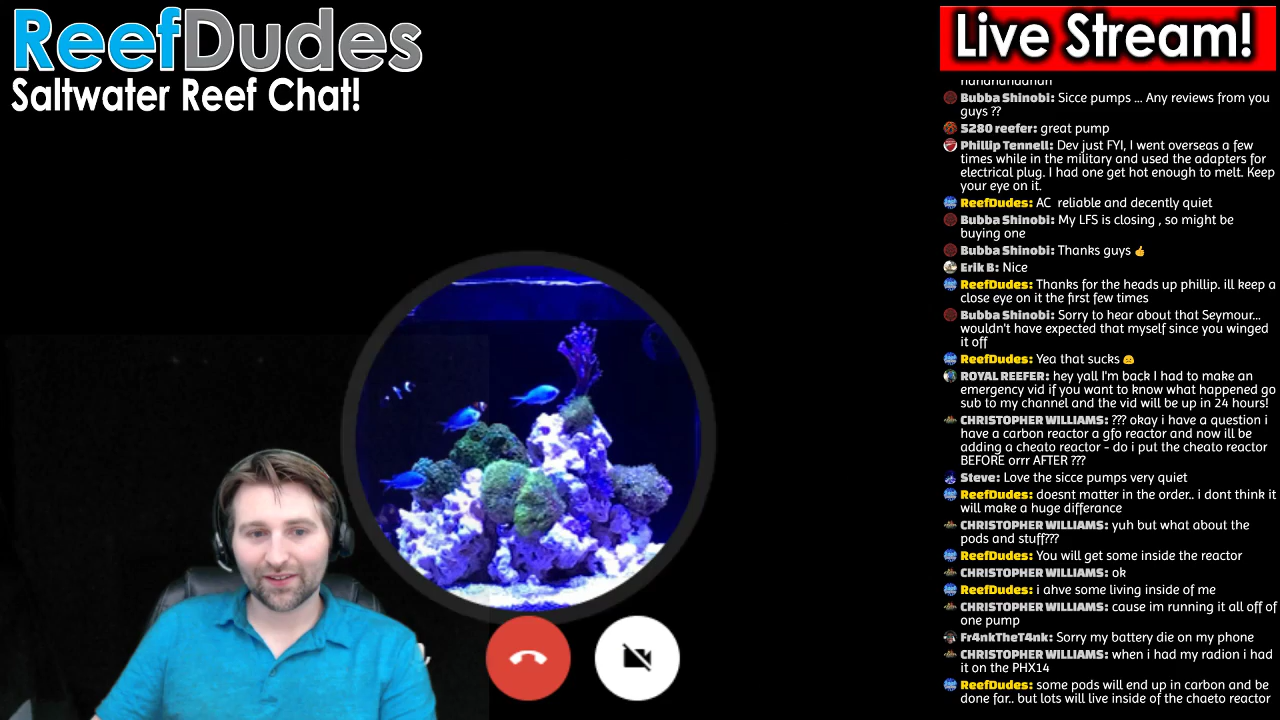 ReefDudes
Saltwater Reef Chat!
Live Stream!
Bubba Shinobi: Sicce pumps ... Any reviews from you
guys ??
5280 reefer: great pump
Phillip Tennell: Dev just FYI, I went overseas a few
times while in the military and used the adapters for
electrical plug. I had one get hot enough to melt. Keep
your eye on it.
ReefDudes: AC reliable and decently quiet
Bubba Shinobi: My LFS is closing , so might be
buying one
Bubba Shinobi: Thanks guys 👍
Erik B: Nice
ReefDudes: Thanks for the heads up phillip. ill keep a
close eye on it the first few times
Bubba Shinobi: Sorry to hear about that Seymour...
wouldn't have expected that myself since you winged
it off
ReefDudes: Yea that sucks
ROYAL REEFER: hey yall I'm back I had to make an
emergency vid if you want to know what happened go
sub to my channel and the vid will be up in 24 hours!
CHRISTOPHER WILLIAMS: ??? okay i have a question i
have a carbon reactor a gfo reactor and now ill be
adding a cheato reactor - do i put the cheato reactor
BEFORE orrr AFTER ???
Steve: Love the sicce pumps very quiet
ReefDudes: doesnt matter in the order.. i dont think it
will make a huge differance
CHRISTOPHER WILLIAMS: yuh but what about the
pods and stuff???
ReefDudes: You will get some inside the reactor
CHRISTOPHER WILLIAMS: ok
ReefDudes: i ahve some living inside of me
CHRISTOPHER WILLIAMS: cause im running it all off of
one pump
Fr4nkTheT4nk: Sorry my battery die on my phone
CHRISTOPHER WILLIAMS: when i had my radion i had
it on the PHX14
ReefDudes: some pods will end up in carbon and be
done far.. but lots will live inside of the chaeto reactor